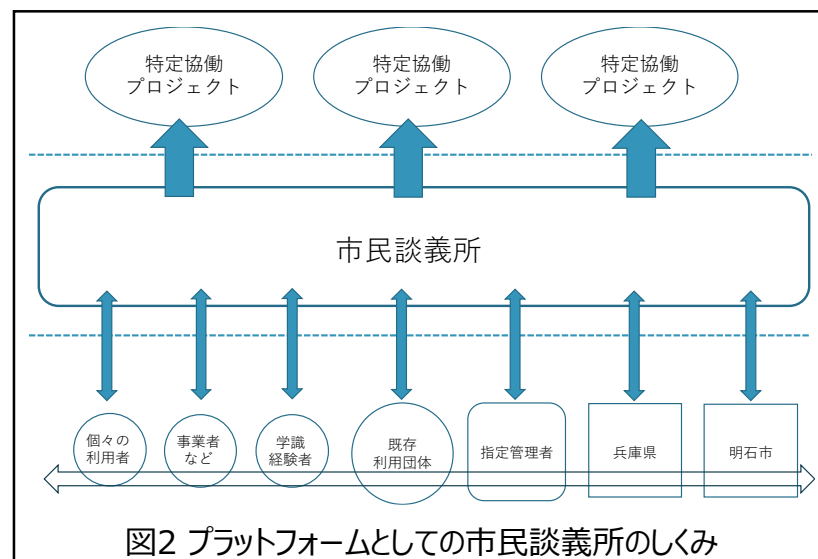 特定協働
プロジェクト
特定協働
プロジェクト
特定協働
プロジェクト
市民談義所
個々の
利用者
事業者
など
学識
経験者
既存
利用団体
指定管理者
兵庫県
明石市
図2 プラットフォームとしての市民談義所のしくみ